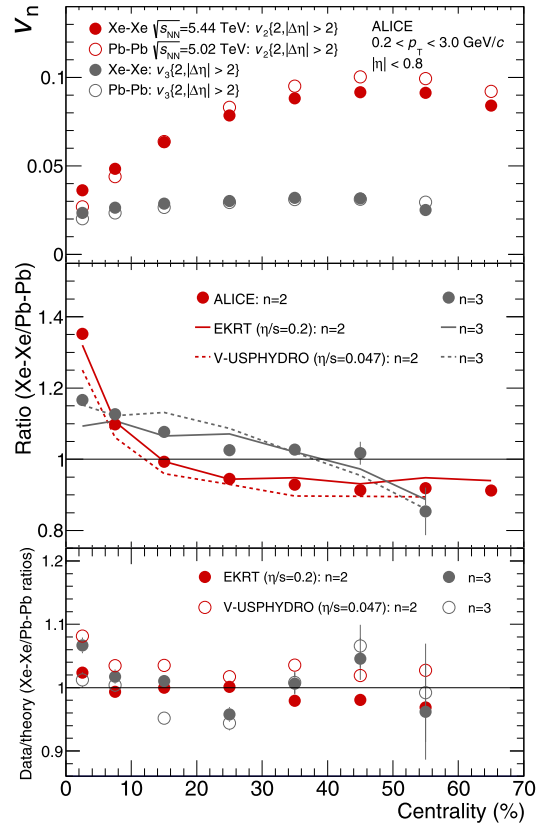 v_n
Xe-Xe √s_NN=5.44 TeV: v₂{2,|Δη| > 2}
Pb-Pb √s_NN=5.02 TeV: v₂{2,|Δη| > 2}
Xe-Xe: v₃{2,|Δη| > 2}
Pb-Pb: v₃{2,|Δη| > 2}
ALICE
0.2 < p_T < 3.0 GeV/c
|η| < 0.8
0.1
0.05
0
Ratio (Xe-Xe/Pb-Pb)
ALICE: n=2
n=3
EKRT (η/s=0.2): n=2
n=3
V-USPHYDRO (η/s=0.047): n=2
n=3
1.4
1.2
1
0.8
Data/theory (Xe-Xe/Pb-Pb ratios)
EKRT (η/s=0.2): n=2
n=3
V-USPHYDRO (η/s=0.047): n=2
n=3
1.2
1.1
1
0.9
0 10 20 30 40 50 60 70
Centrality (%)